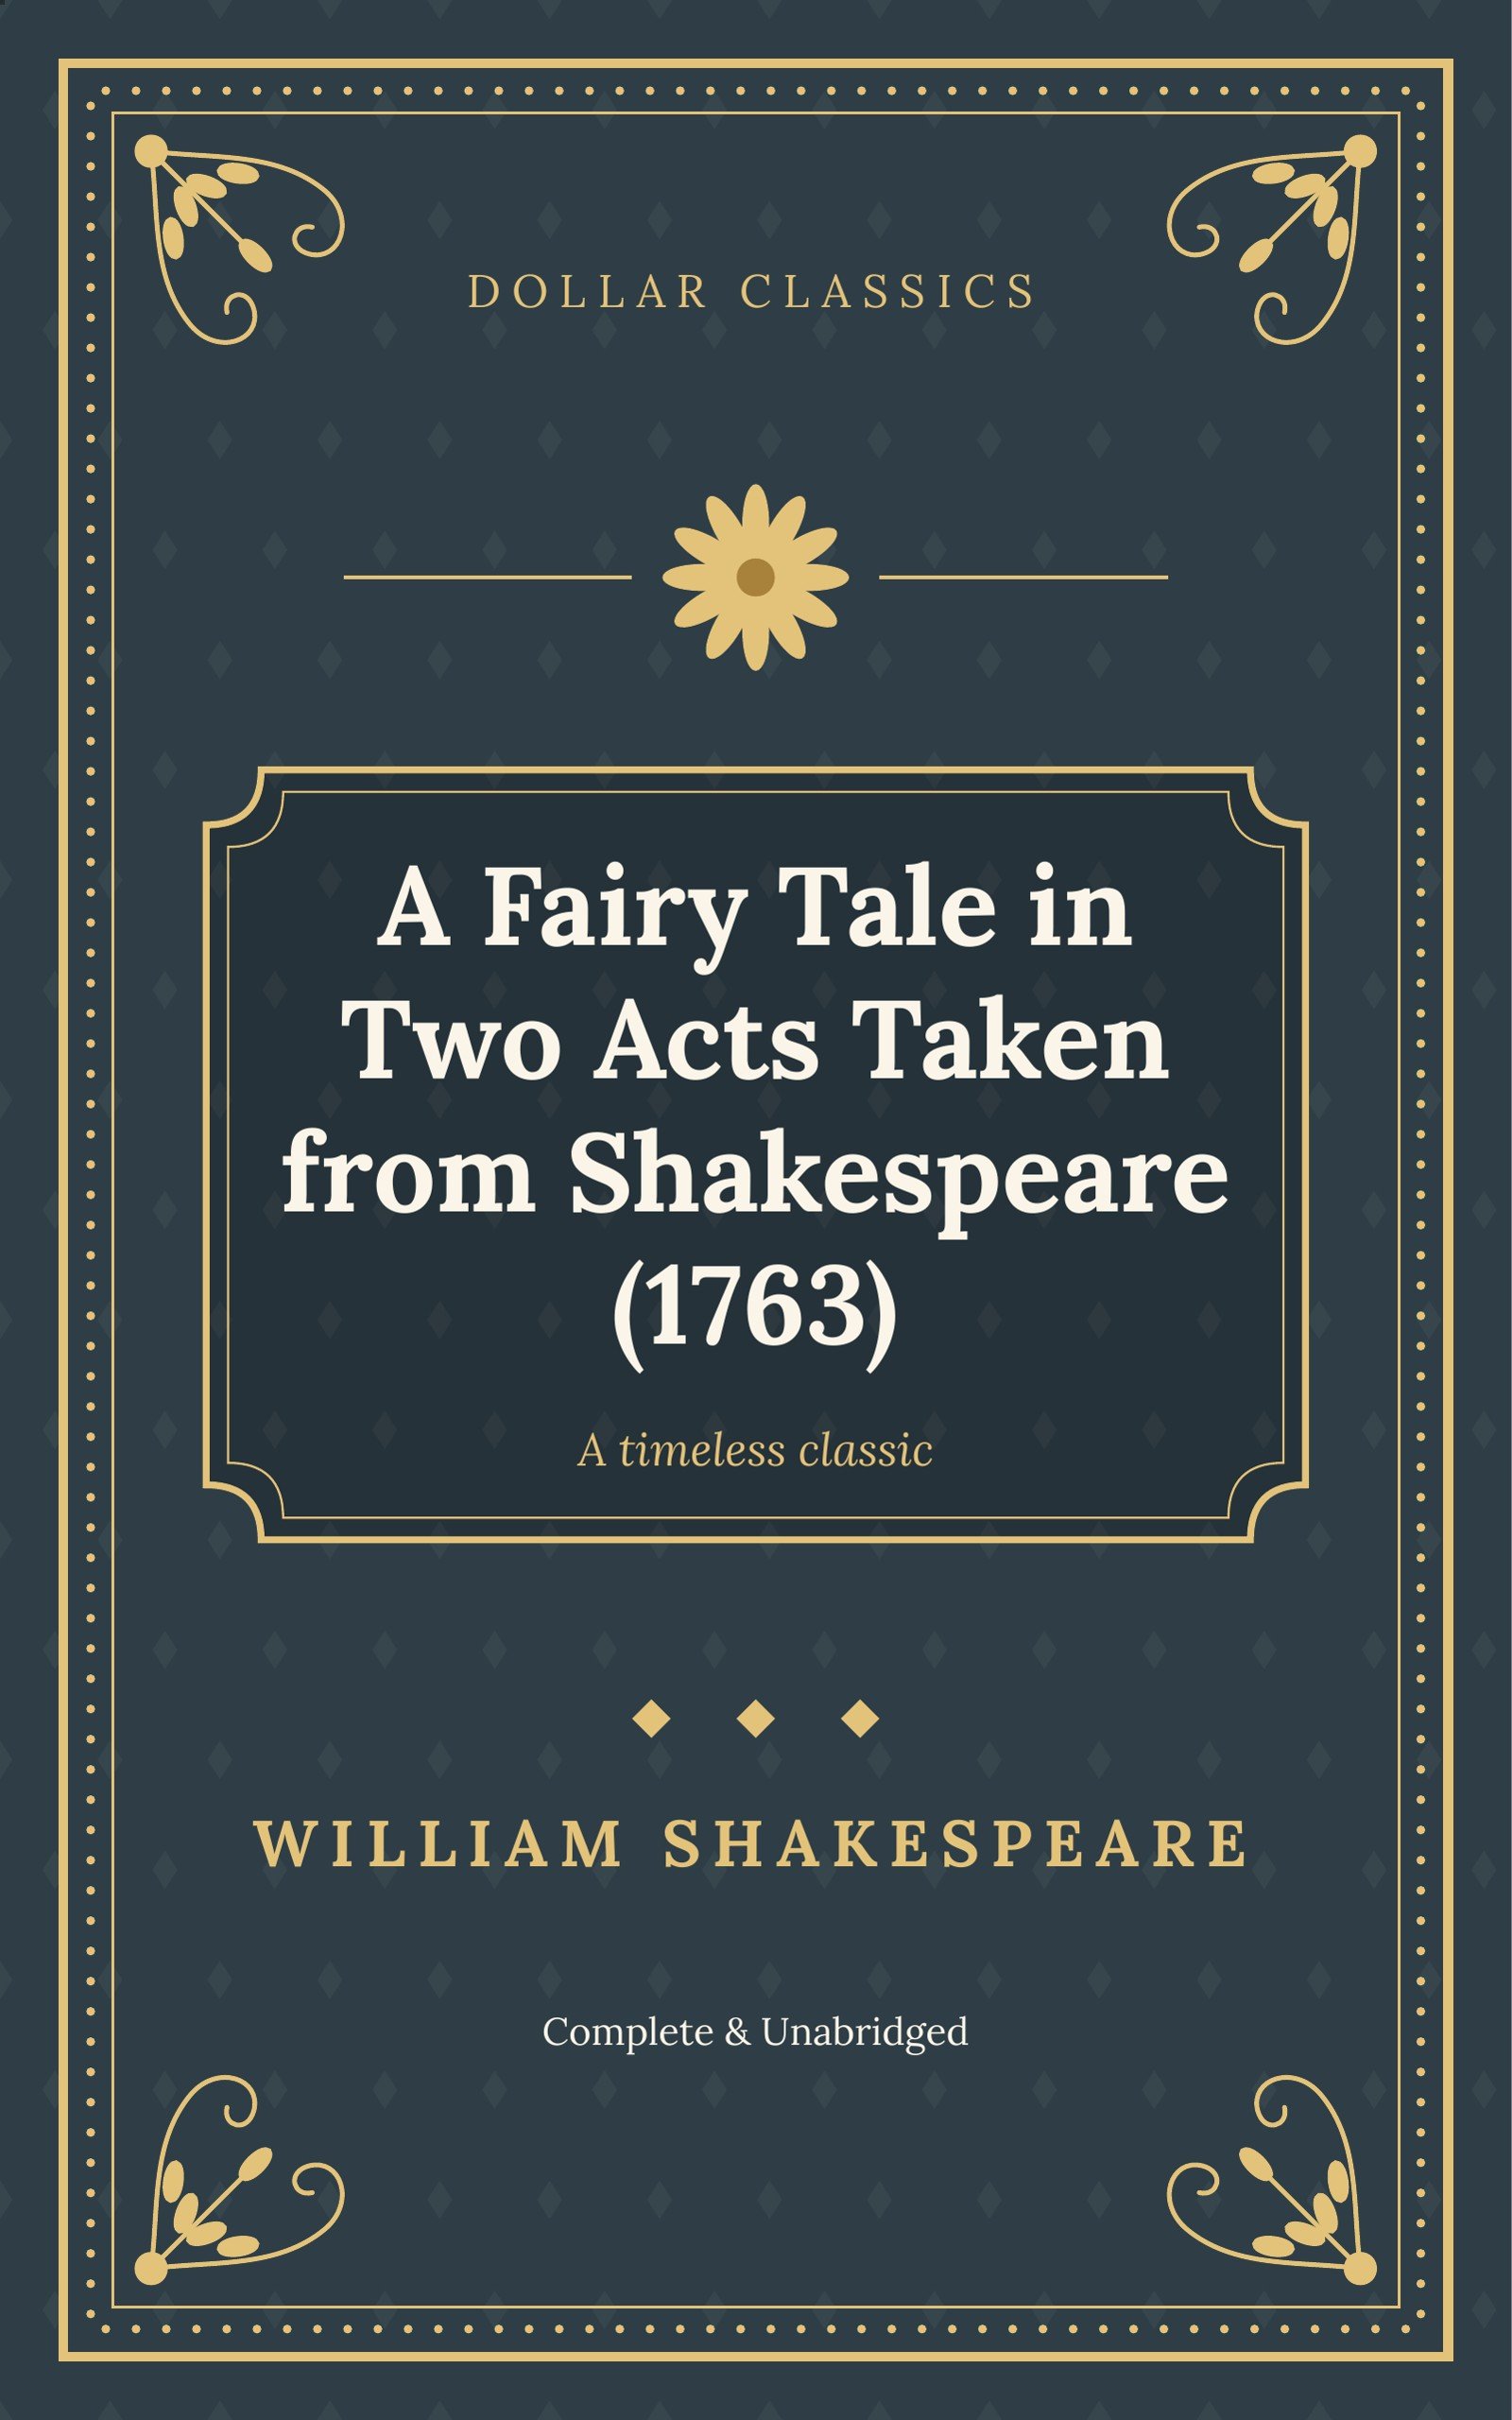 DOLLAR CLASSICS
A Fairy Tale in
Two Acts Taken
from Shakespeare
(1763)
A timeless classic
WILLIAM SHAKESPEARE
Complete & Unabridged